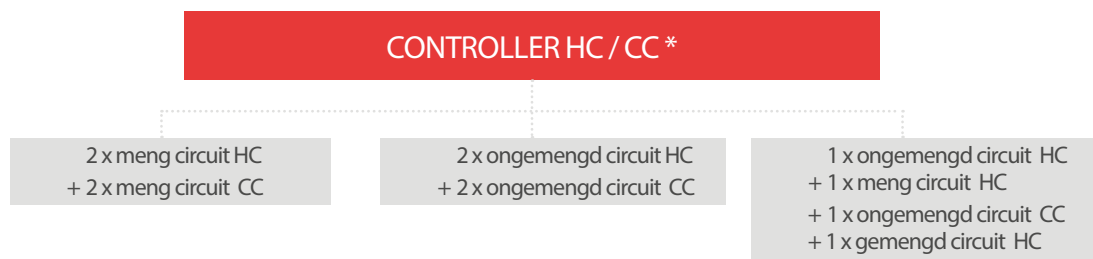 CONTROLLER HC / CC *
2 x meng circuit HC
+ 2 x meng circuit CC
2 x ongemengd circuit HC
+ 2 x ongemengd circuit CC
1 x ongemengd circuit HC
+ 1 x meng circuit HC
+ 1 x ongemengd circuit CC
+ 1 x gemengd circuit HC